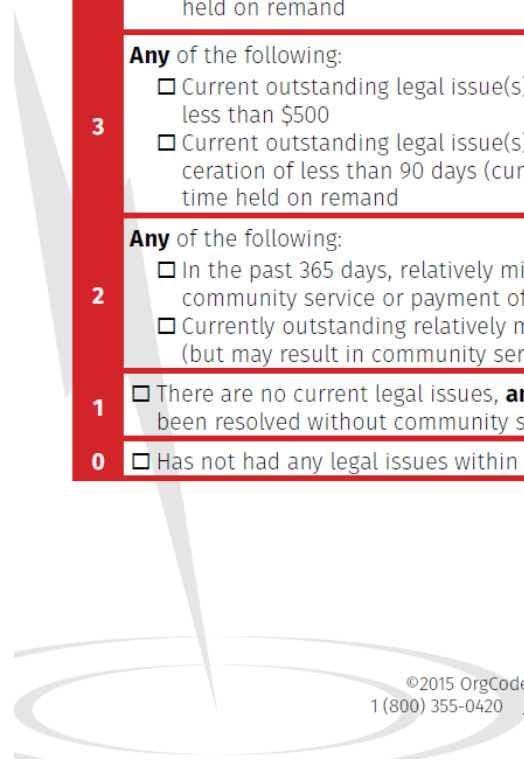 held on remand
Any of the following:
☐ Current outstanding legal issue(s)
less than $500
3
☐ Current outstanding legal issue(s)
ceration of less than 90 days (cur
time held on remand
Any of the following:
☐ In the past 365 days, relatively mi
2
community service or payment of
☐ Currently outstanding relatively m
(but may result in community ser
1
☐ There are no current legal issues, an
been resolved without community s
0 ☐ Has not had any legal issues within
©2015 OrgCode
1 (800) 355-0420